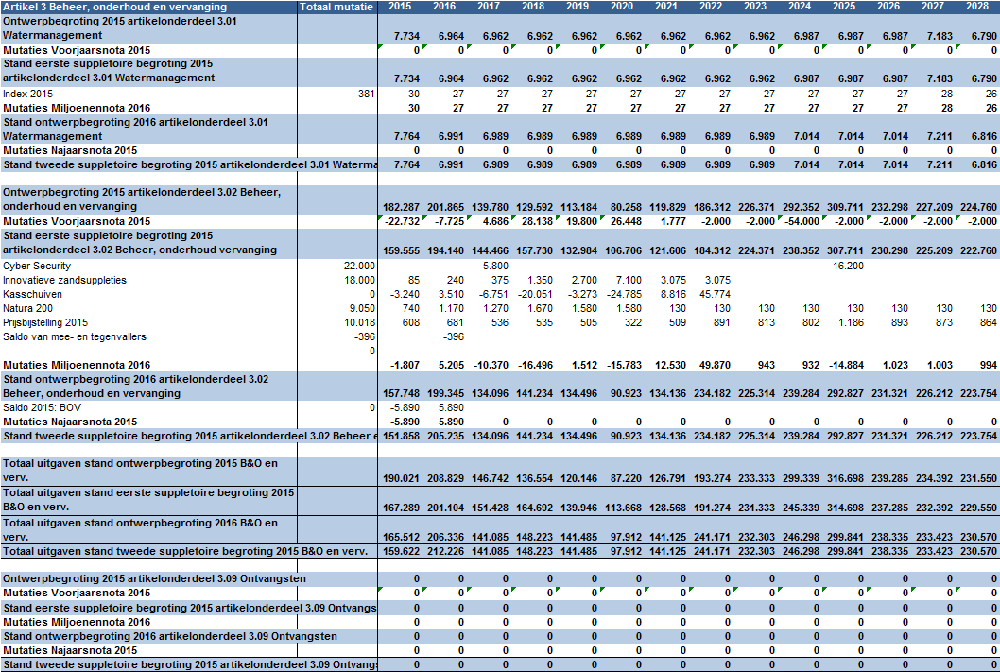 Artikel 3 Beheer, onderhoud en vervanging Totaal mutatie 2015 2016 2017 2018 2019 2020 2021 2022 2023 2024 2025 2026 2027 2028
Ontwerpbegroting 2015 artikelonderdeel 3.01
Watermanagement 7.734 6.964 6.962 6.962 6.962 6.962 6.962 6.962 6.962 6.987 6.987 6.987 7.183 6.790
Mutaties Voorjaarsnota 2015 0 0 0 0 0 0 0 0 0 0 0 0 0 0
Stand eerste suppletoire begroting 2015
artikelonderdeel 3.01 Watermanagement 7.734 6.964 6.962 6.962 6.962 6.962 6.962 6.962 6.962 6.987 6.987 6.987 7.183 6.790
Index 2015 381 30 27 27 27 27 27 27 27 27 27 27 27 28 26
Mutaties Miljoenennota 2016 30 27 27 27 27 27 27 27 27 27 27 27 28 26
Stand ontwerpbegroting 2016 artikelonderdeel 3.01
Watermanagement 7.764 6.991 6.989 6.989 6.989 6.989 6.989 6.989 6.989 7.014 7.014 7.014 7.211 6.816
Mutaties Najaarsnota 2015 0 0 0 0 0 0 0 0 0 0 0 0 0 0
Stand tweede suppletoire begroting 2015 artikelonderdeel 3.01 Waterma 7.764 6.991 6.989 6.989 6.989 6.989 6.989 6.989 6.989 7.014 7.014 7.014 7.211 6.816
Ontwerpbegroting 2015 artikelonderdeel 3.02 Beheer,
onderhoud en vervanging 182.287 201.865 139.780 129.592 113.184 80.258 119.829 186.312 226.371 292.352 309.711 232.298 227.209 224.760
Mutaties Voorjaarsnota 2015 -22.732 -7.725 4.686 28.138 19.800 26.448 1.777 -2.000 -2.000 -54.000 -2.000 -2.000 -2.000 -2.000
Stand eerste suppletoire begroting 2015
artikelonderdeel 3.02 Beheer, onderhoud vervanging 159.555 194.140 144.466 157.730 132.984 106.706 121.606 184.312 224.371 238.352 307.711 230.298 225.209 222.760
Cyber Security -22.000 -5.800 -16.200
Innovatieve zandsuppleties 18.000 85 240 375 1.350 2.700 7.100 3.075 3.075
Kasschuiven 0 -3.240 3.510 -6.751 -20.051 -3.273 -24.785 8.816 45.774
Natura 200 9.050 740 1.170 1.270 1.670 1.580 1.580 130 130 130 130 130 130 130 130
Prijsbijstelling 2015 10.018 608 681 536 535 505 322 509 891 813 802 1.186 893 873 864
Saldo van mee- en tegenvallers -396 -396
0
Mutaties Miljoenennota 2016 -1.807 5.205 -10.370 -16.496 1.512 -15.783 12.530 49.870 943 932 -14.884 1.023 1.003 994
Stand ontwerpbegroting 2016 artikelonderdeel 3.02
Beheer, onderhoud en vervanging 157.748 199.345 134.096 141.234 134.496 90.923 134.136 234.182 225.314 239.284 292.827 231.321 226.212 223.754
Saldo 2015: BOV 0 -5.890 5.890
Mutaties Najaarsnota 2015 -5.890 5.890 0 0 0 0 0 0 0 0 0 0 0 0
Stand tweede suppletoire begroting 2015 artikelonderdeel 3.02 Beheer e 151.858 205.235 134.096 141.234 134.496 90.923 134.136 234.182 225.314 239.284 292.827 231.321 226.212 223.754
Totaal uitgaven stand ontwerpbegroting 2015 B&O en
verv. 190.021 208.829 146.742 136.554 120.146 87.220 126.791 193.274 233.333 299.339 316.698 239.285 234.392 231.550
Totaal uitgaven stand eerste suppletoire begroting 2015
B&O en verv. 167.289 201.104 151.428 164.692 139.946 113.668 128.568 191.274 231.333 245.339 314.698 237.285 232.392 229.550
Totaal uitgaven stand ontwerpbegroting 2016 B&O en
verv. 165.512 206.336 141.085 148.223 141.485 97.912 141.125 241.171 232.303 246.298 299.841 238.335 233.423 230.570
Totaal uitgaven stand tweede suppletoire begroting 2015 B&O en verv. 159.622 212.226 141.085 148.223 141.485 97.912 141.125 241.171 232.303 246.298 299.841 238.335 233.423 230.570
Ontwerpbegroting 2015 artikelonderdeel 3.09 Ontvangsten 0 0 0 0 0 0 0 0 0 0 0 0 0 0
Mutaties Voorjaarsnota 2015 0 0 0 0 0 0 0 0 0 0 0 0 0 0
Stand eerste suppletoire begroting 2015 artikelonderdeel 3.09 Ontvangs 0 0 0 0 0 0 0 0 0 0 0 0 0 0
Mutaties Miljoenennota 2016 0 0 0 0 0 0 0 0 0 0 0 0 0 0
Stand ontwerpbegroting 2016 artikelonderdeel 3.09 Ontvangsten 0 0 0 0 0 0 0 0 0 0 0 0 0 0
Mutaties Najaarsnota 2015 0 0 0 0 0 0 0 0 0 0 0 0 0 0
Stand tweede suppletoire begroting 2015 artikelonderdeel 3.09 Ontvang 0 0 0 0 0 0 0 0 0 0 0 0 0 0